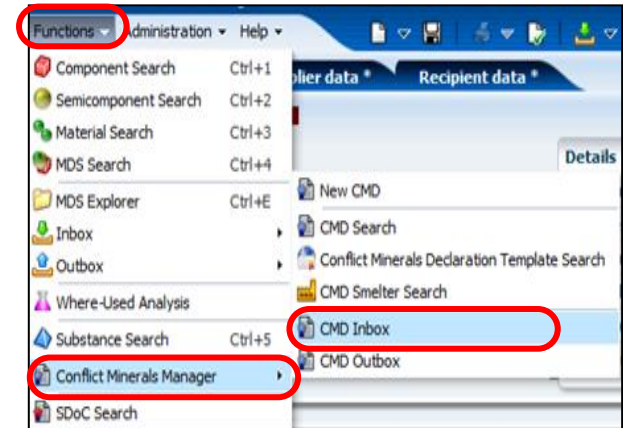 Functions Administration Help
plier data * Recipient data *
Component Search Ctrl+1
Semicomponent Search Ctrl+2
Material Search Ctrl+3
MDS Search Ctrl+4
MDS Explorer Ctrl+E
Inbox
Outbox
Where-Used Analysis
Substance Search Ctrl+5
Conflict Minerals Manager
SDoC Search
Details
New CMD
CMD Search
Conflict Minerals Declaration Template Search
CMD Smelter Search
CMD Inbox
CMD Outbox